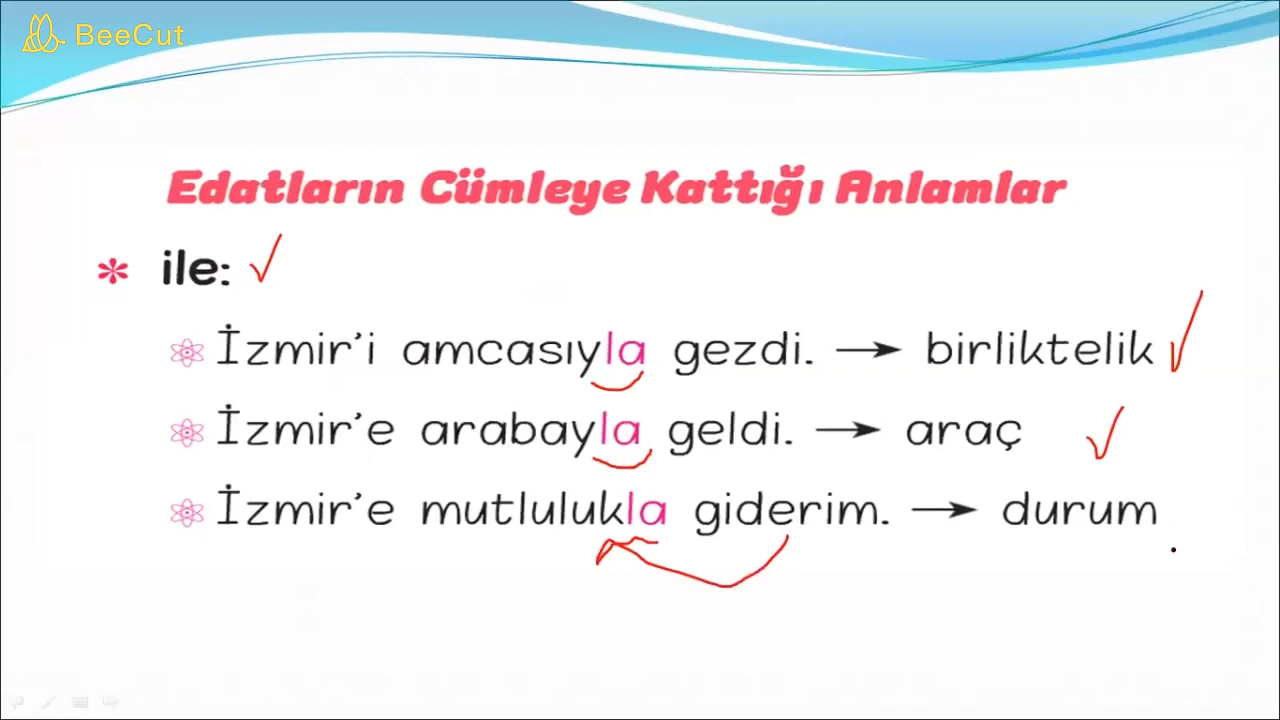 BeeCut
Edatların Cümleye Kattığı Anlamlar
* ile:
İzmir'i amcasıyla gezdi. → birliktelik
İzmir'e arabayla geldi. → araç
İzmir'e mutlulukla giderim. → durum